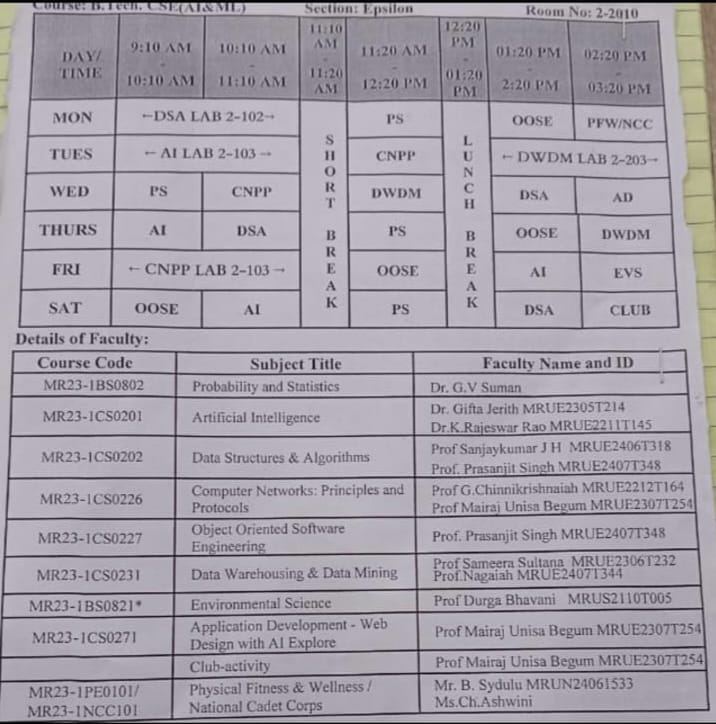 Course: B.Tech. CSE(AI&ML) Section: Epsilon Room No: 2-2010
DAY/ TIME 9:10 AM - 10:10 AM 10:10 AM - 11:10 AM 11:10 AM - 11:20 AM 11:20 AM - 12:20 PM 12:20 PM - 01:20 PM 01:20 PM - 2:20 PM 02:20 PM - 03:20 PM
MON ←DSA LAB 2-102→ SHORT BREAK PS LUNCH BREAK OOSE PFW/NCC
TUES ← AI LAB 2-103 → CNPP ← DWDM LAB 2-203→
WED PS CNPP DWDM DSA AD
THURS AI DSA PS OOSE DWDM
FRI ← CNPP LAB 2-103 → OOSE AI EVS
SAT OOSE AI PS DSA CLUB
Details of Faculty:
Course Code Subject Title Faculty Name and ID
MR23-1BS0802 Probability and Statistics Dr. G.V Suman
MR23-1CS0201 Artificial Intelligence Dr. Gifta Jerith MRUE2305T214
Dr.K.Rajeswar Rao MRUE2211T145
MR23-1CS0202 Data Structures & Algorithms Prof Sanjaykumar J H MRUE2406T318
Prof. Prasanjit Singh MRUE2407T348
MR23-1CS0226 Computer Networks: Principles and Protocols Prof G.Chinnikrishnaiah MRUE2212T164
Prof Mairaj Unisa Begum MRUE2307T254
MR23-1CS0227 Object Oriented Software Engineering Prof. Prasanjit Singh MRUE2407T348
MR23-1CS0231 Data Warehousing & Data Mining Prof Sameera Sultana MRUE2306T232
Prof.Nagaiah MRUE2407T344
MR23-1BS0821* Environmental Science Prof Durga Bhavani MRUS2110T005
MR23-1CS0271 Application Development - Web Design with AI Explore Prof Mairaj Unisa Begum MRUE2307T254
Club-activity Prof Mairaj Unisa Begum MRUE2307T254
MR23-1PE0101/ MR23-1NCC101 Physical Fitness & Wellness / National Cadet Corps Mr. B. Sydulu MRUN24061533
Ms.Ch.Ashwini